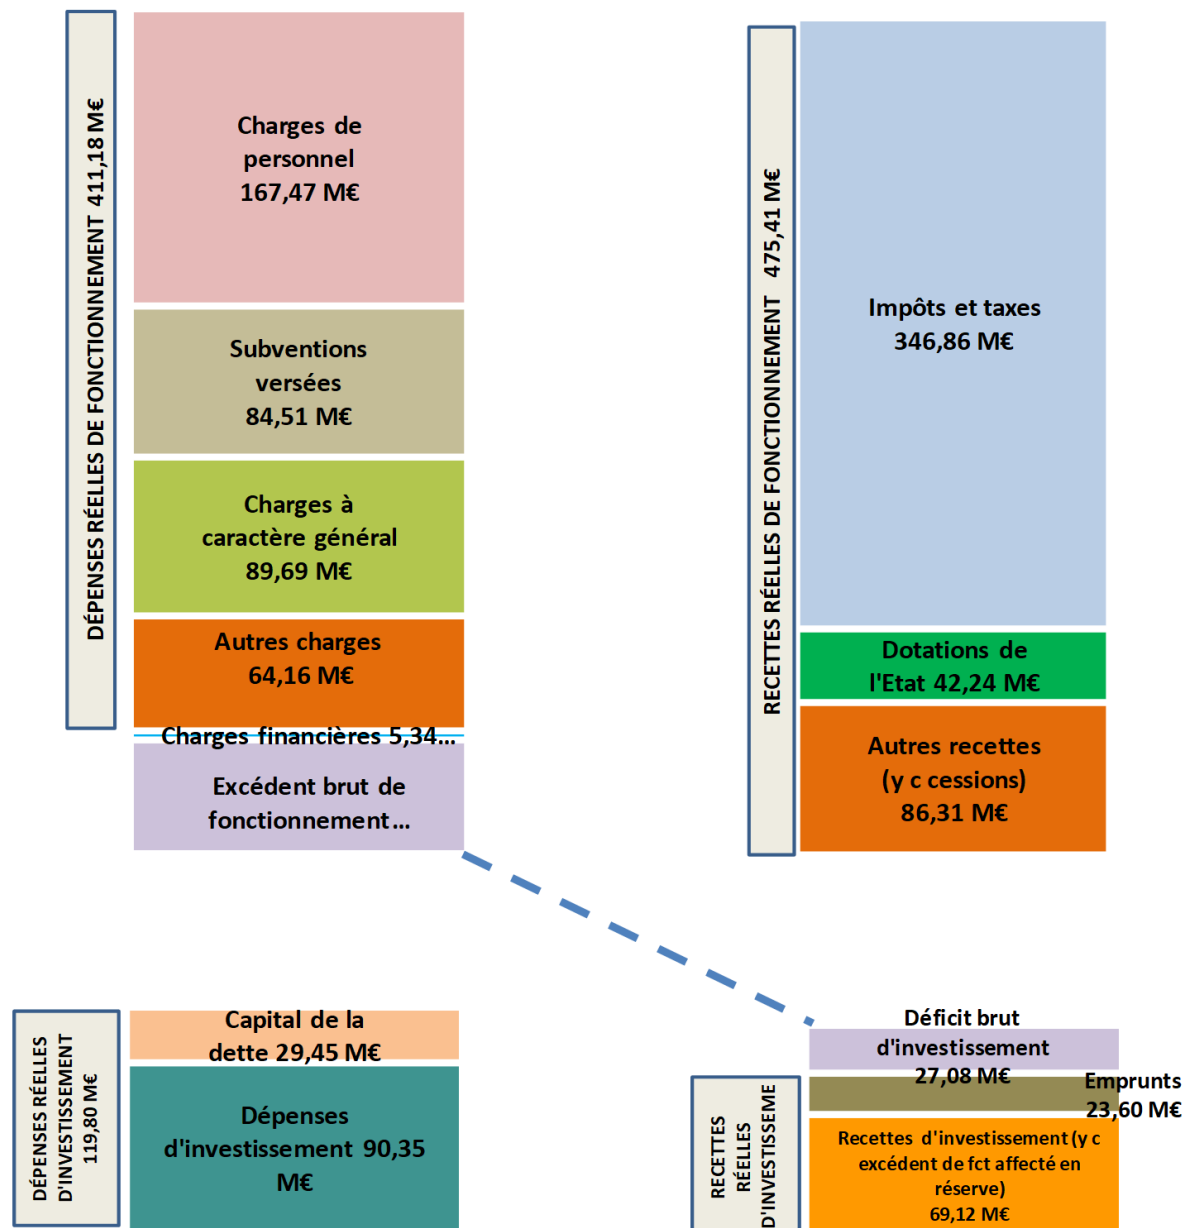 DÉPENSES RÉELLES DE FONCTIONNEMENT 411,18 M€
Charges de
personnel
167,47 M€
Subventions
versées
84,51 M€
Charges à
caractère général
89,69 M€
Autres charges
64,16 M€
Charges financières 5,34...
Excédent brut de
fonctionnement...
RECETTES RÉELLES DE FONCTIONNEMENT 475,41 M€
Impôts et taxes
346,86 M€
Dotations de
l'Etat 42,24 M€
Autres recettes
(y c cessions)
86,31 M€
DÉPENSES RÉELLES
D'INVESTISSEMENT
119,80 M€
Capital de la
dette 29,45 M€
Dépenses
d'investissement 90,35
M€
RECETTES
RÉELLES
D'INVESTISSEME
Déficit brut
d'investissement
27,08 M€
Emprunts
23,60 M€
Recettes d'investissement (y c
excédent de fct affecté en
réserve)
69,12 M€